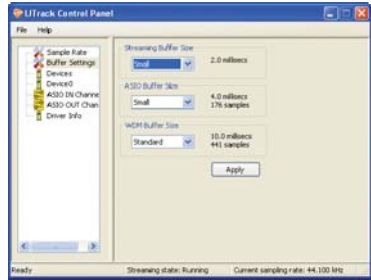 UTrack Control Panel
File Help
Sample Rate
Buffer Settings
Devices
Device0
ASIO IN Channe
ASIO OUT Chan
Driver Info
Streaming Buffer Size
Small
2.0 millisecs
ASIO Buffer Size
Small
4.0 millisecs
176 samples
WDM Buffer Size
Standard
10.0 millisecs
441 samples
Apply
Ready
Streaming state: Running
Current sampling rate: 44.100 kHz